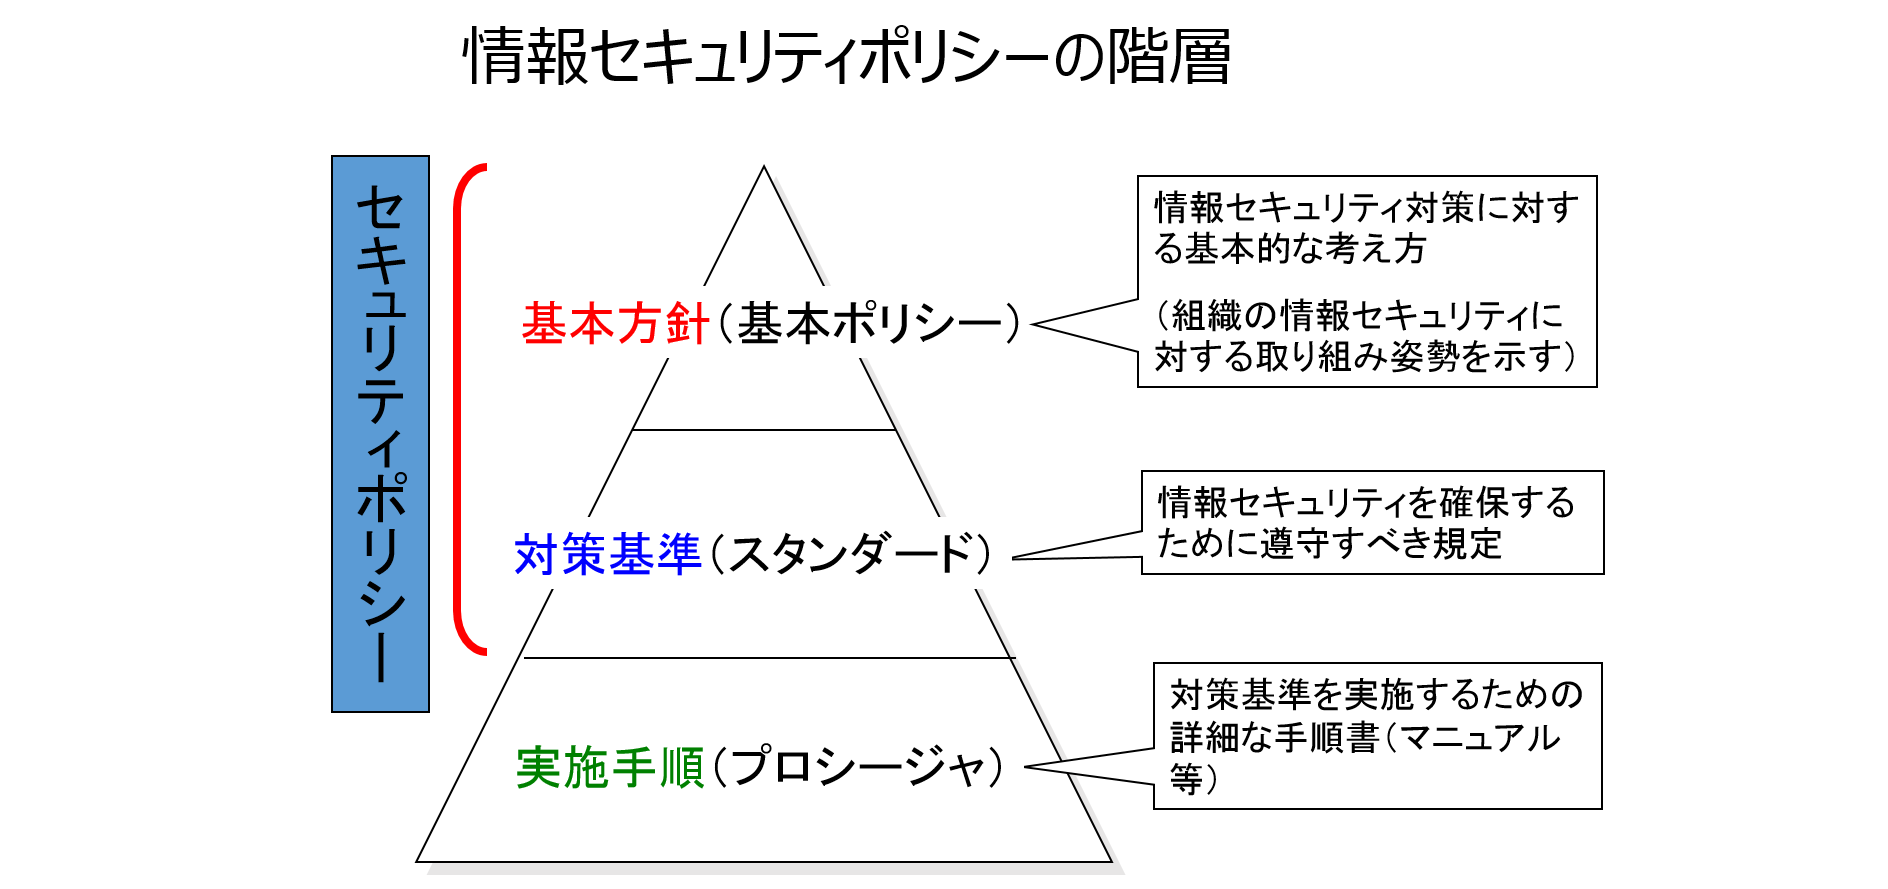 情報セキュリティポリシーの階層
セキュリティポリシー
基本方針（基本ポリシー）
情報セキュリティ対策に対す
る基本的な考え方
（組織の情報セキュリティに
対する取り組み姿勢を示す）
対策基準（スタンダード）
情報セキュリティを確保する
ために遵守すべき規定
実施手順（プロシージャ）
対策基準を実施するための
詳細な手順書（マニュアル
等）